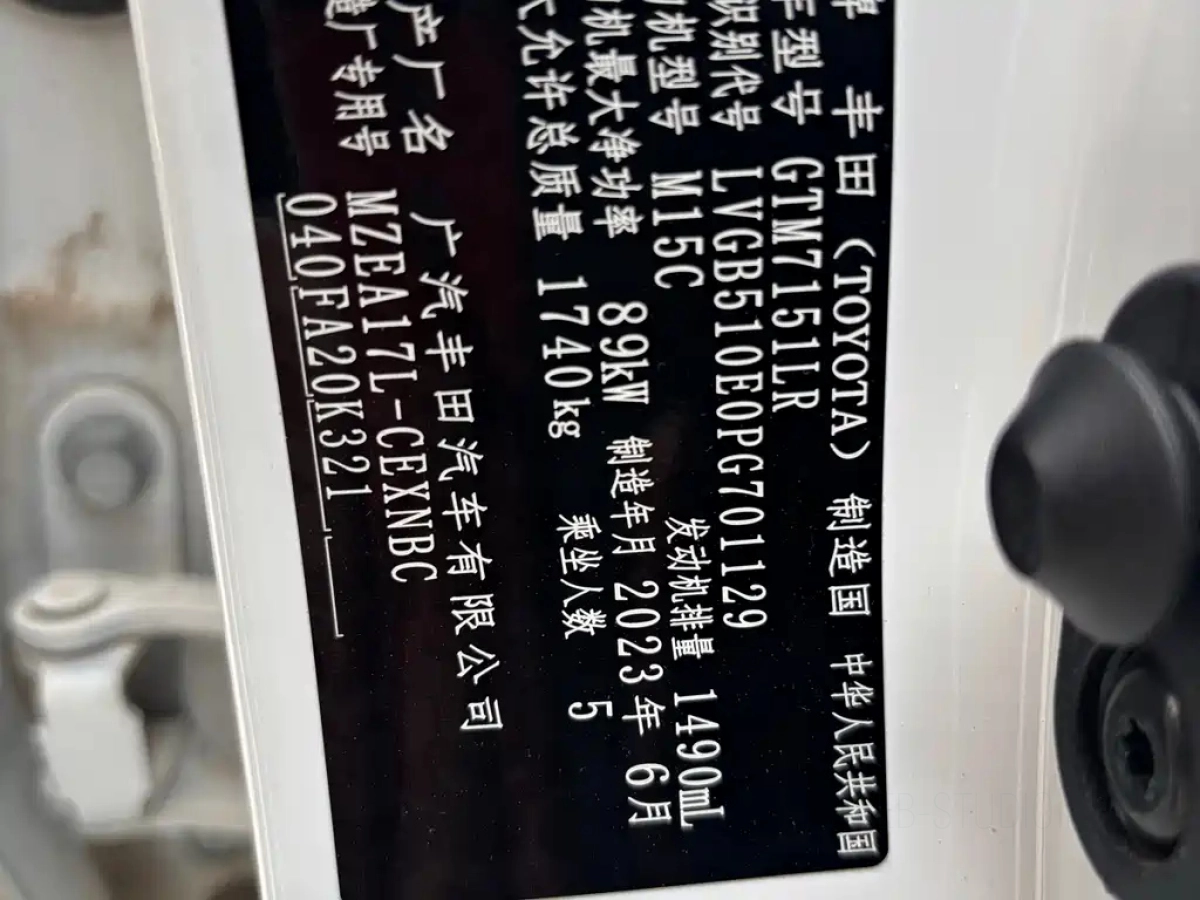 牌 丰田 (TOYOTA) 制造国 中华人民共和国
车型号 GTM7151LR
识别代号 LVGB510E0PG701129
动机型号 M15C 发动机排量 1490mL
机最大净功率 89kW 制造年月 2023年 6月
大允许总质量 1740kg 乘坐人数 5
产厂名 广汽丰田汽车有限公司
造厂专用号 MZEA17L-CEXNBC
040FA20K321